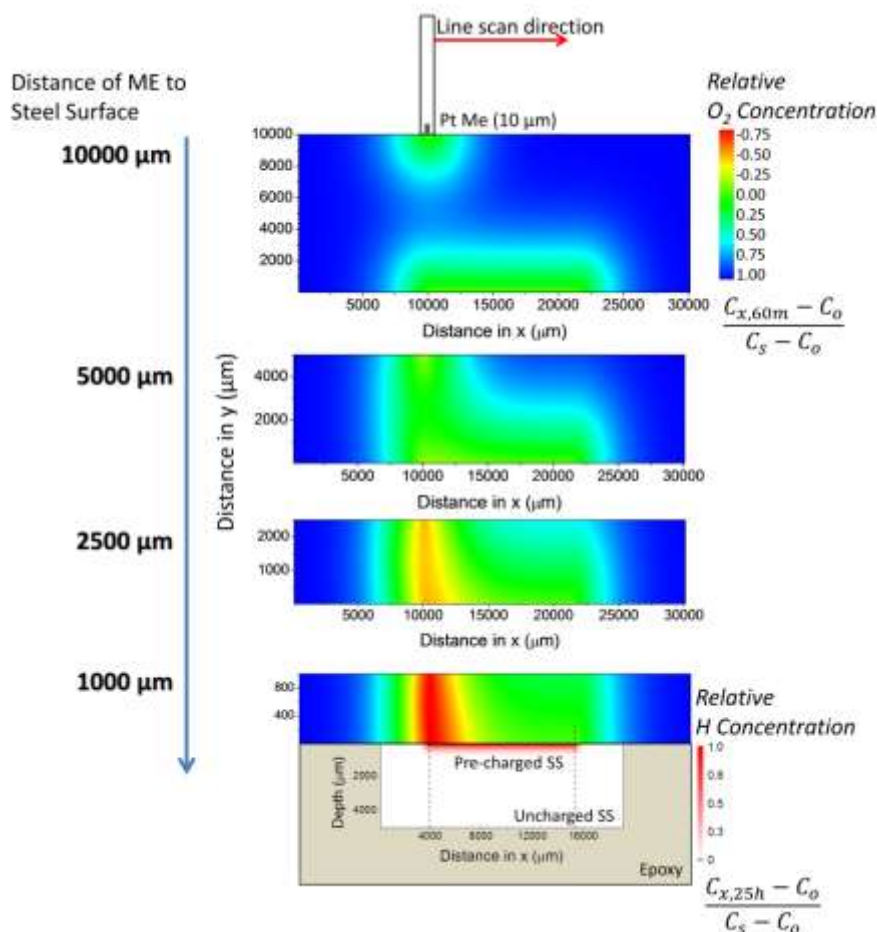 Line scan direction
Distance of ME to
Steel Surface
Relative
O2 Concentration
Pt Me (10 μm)
10000 μm
10000
8000
6000
4000
2000
-0.75
-0.50
-0.25
0.00
0.25
0.50
0.75
1.00
5000 10000 15000 20000 25000 30000
Distance in x (μm)
Cx,60m − Co
Cs − Co
5000 μm
Distance in y (μm)
4000
2000
5000 10000 15000 20000 25000 30000
Distance in x (μm)
2500 μm
2000
1000
5000 10000 15000 20000 25000 30000
Distance in x (μm)
1000 μm
800
400
Relative
H Concentration
1.0
0.8
0.5
0.3
0
Pre-charged SS
Depth (μm)
2000
4000
Uncharged SS
4000 8000 12000 16000
Distance in x (μm)
Epoxy
Cx,25h − Co
Cs − Co